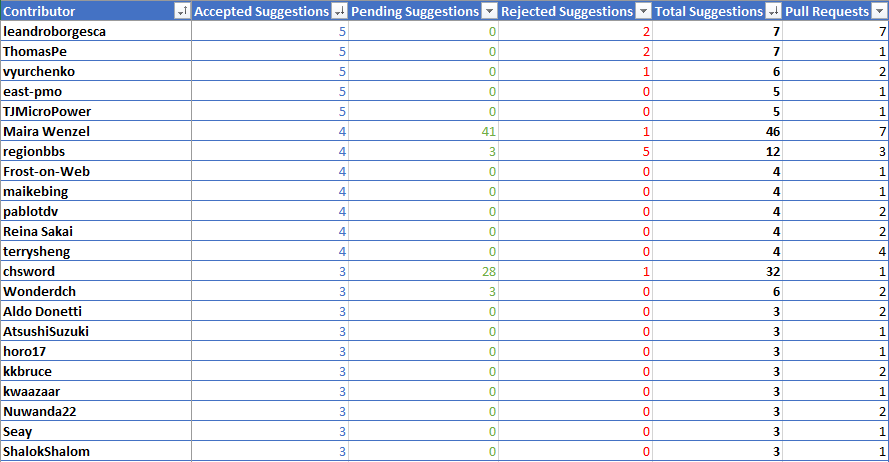 Contributor Accepted Suggestions Pending Suggestions Rejected Suggestions Total Suggestions Pull Requests
leandroborgesca 5 0 2 7 7
ThomasPe 5 0 2 7 1
vyurchenko 5 0 1 6 2
east-pmo 5 0 0 5 1
TJMicroPower 5 0 0 5 1
Maira Wenzel 4 41 1 46 7
regionbbs 4 3 5 12 3
Frost-on-Web 4 0 0 4 1
maikebing 4 0 0 4 1
pablotdv 4 0 0 4 2
Reina Sakai 4 0 0 4 2
terrysheng 4 0 0 4 4
chsword 3 28 1 32 1
Wonderdch 3 3 0 6 2
Aldo Donetti 3 0 0 3 2
AtsushiSuzuki 3 0 0 3 1
horo17 3 0 0 3 1
kkbruce 3 0 0 3 2
kwaazaar 3 0 0 3 1
Nuwanda22 3 0 0 3 2
Seay 3 0 0 3 1
ShalokShalom 3 0 0 3 1